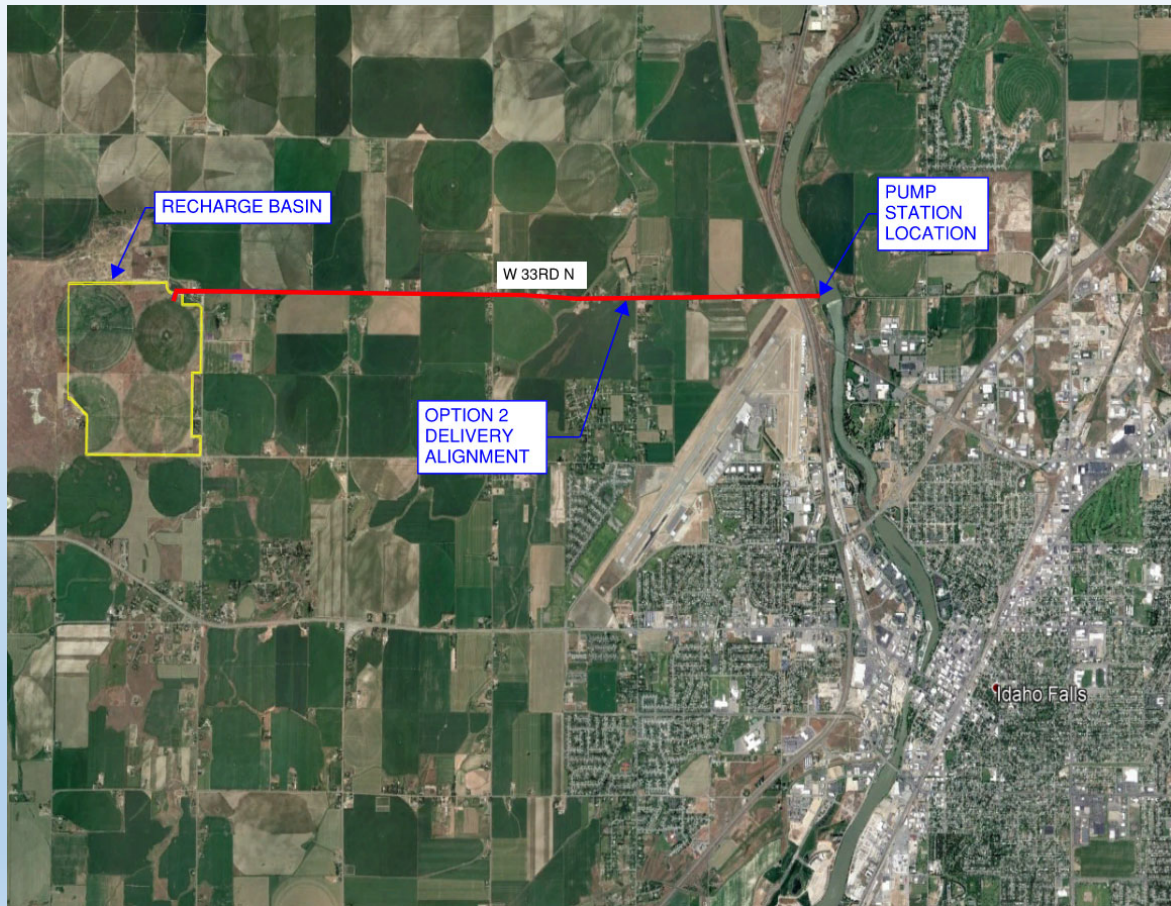 RECHARGE BASIN
PUMP
STATION
LOCATION
W 33RD N
OPTION 2
DELIVERY
ALIGNMENT
Idaho Falls